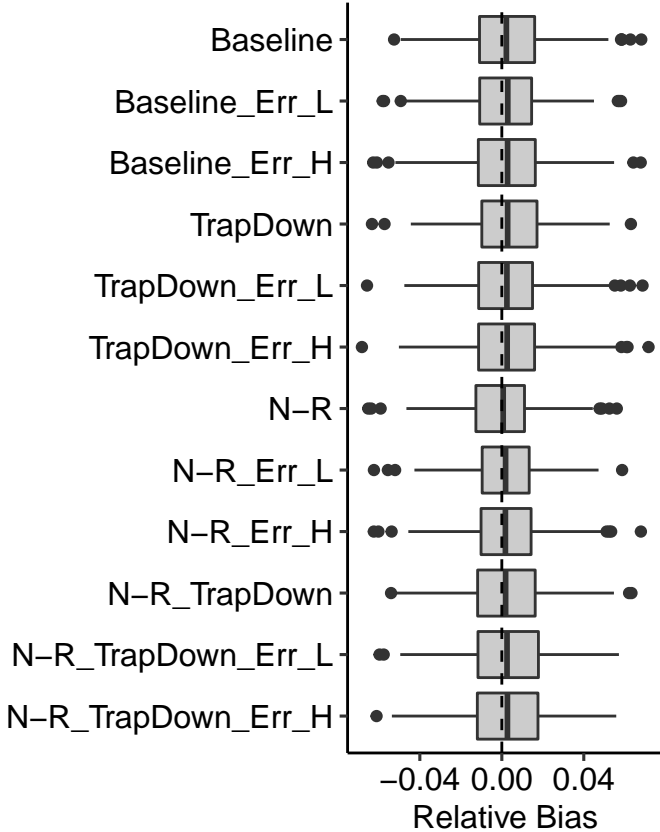 Baseline
Baseline_Err_L
Baseline_Err_H
TrapDown
TrapDown_Err_L
TrapDown_Err_H
N−R
N−R_Err_L
N−R_Err_H
N−R_TrapDown
N−R_TrapDown_Err_L
N−R_TrapDown_Err_H
−0.04 0.00 0.04
Relative Bias